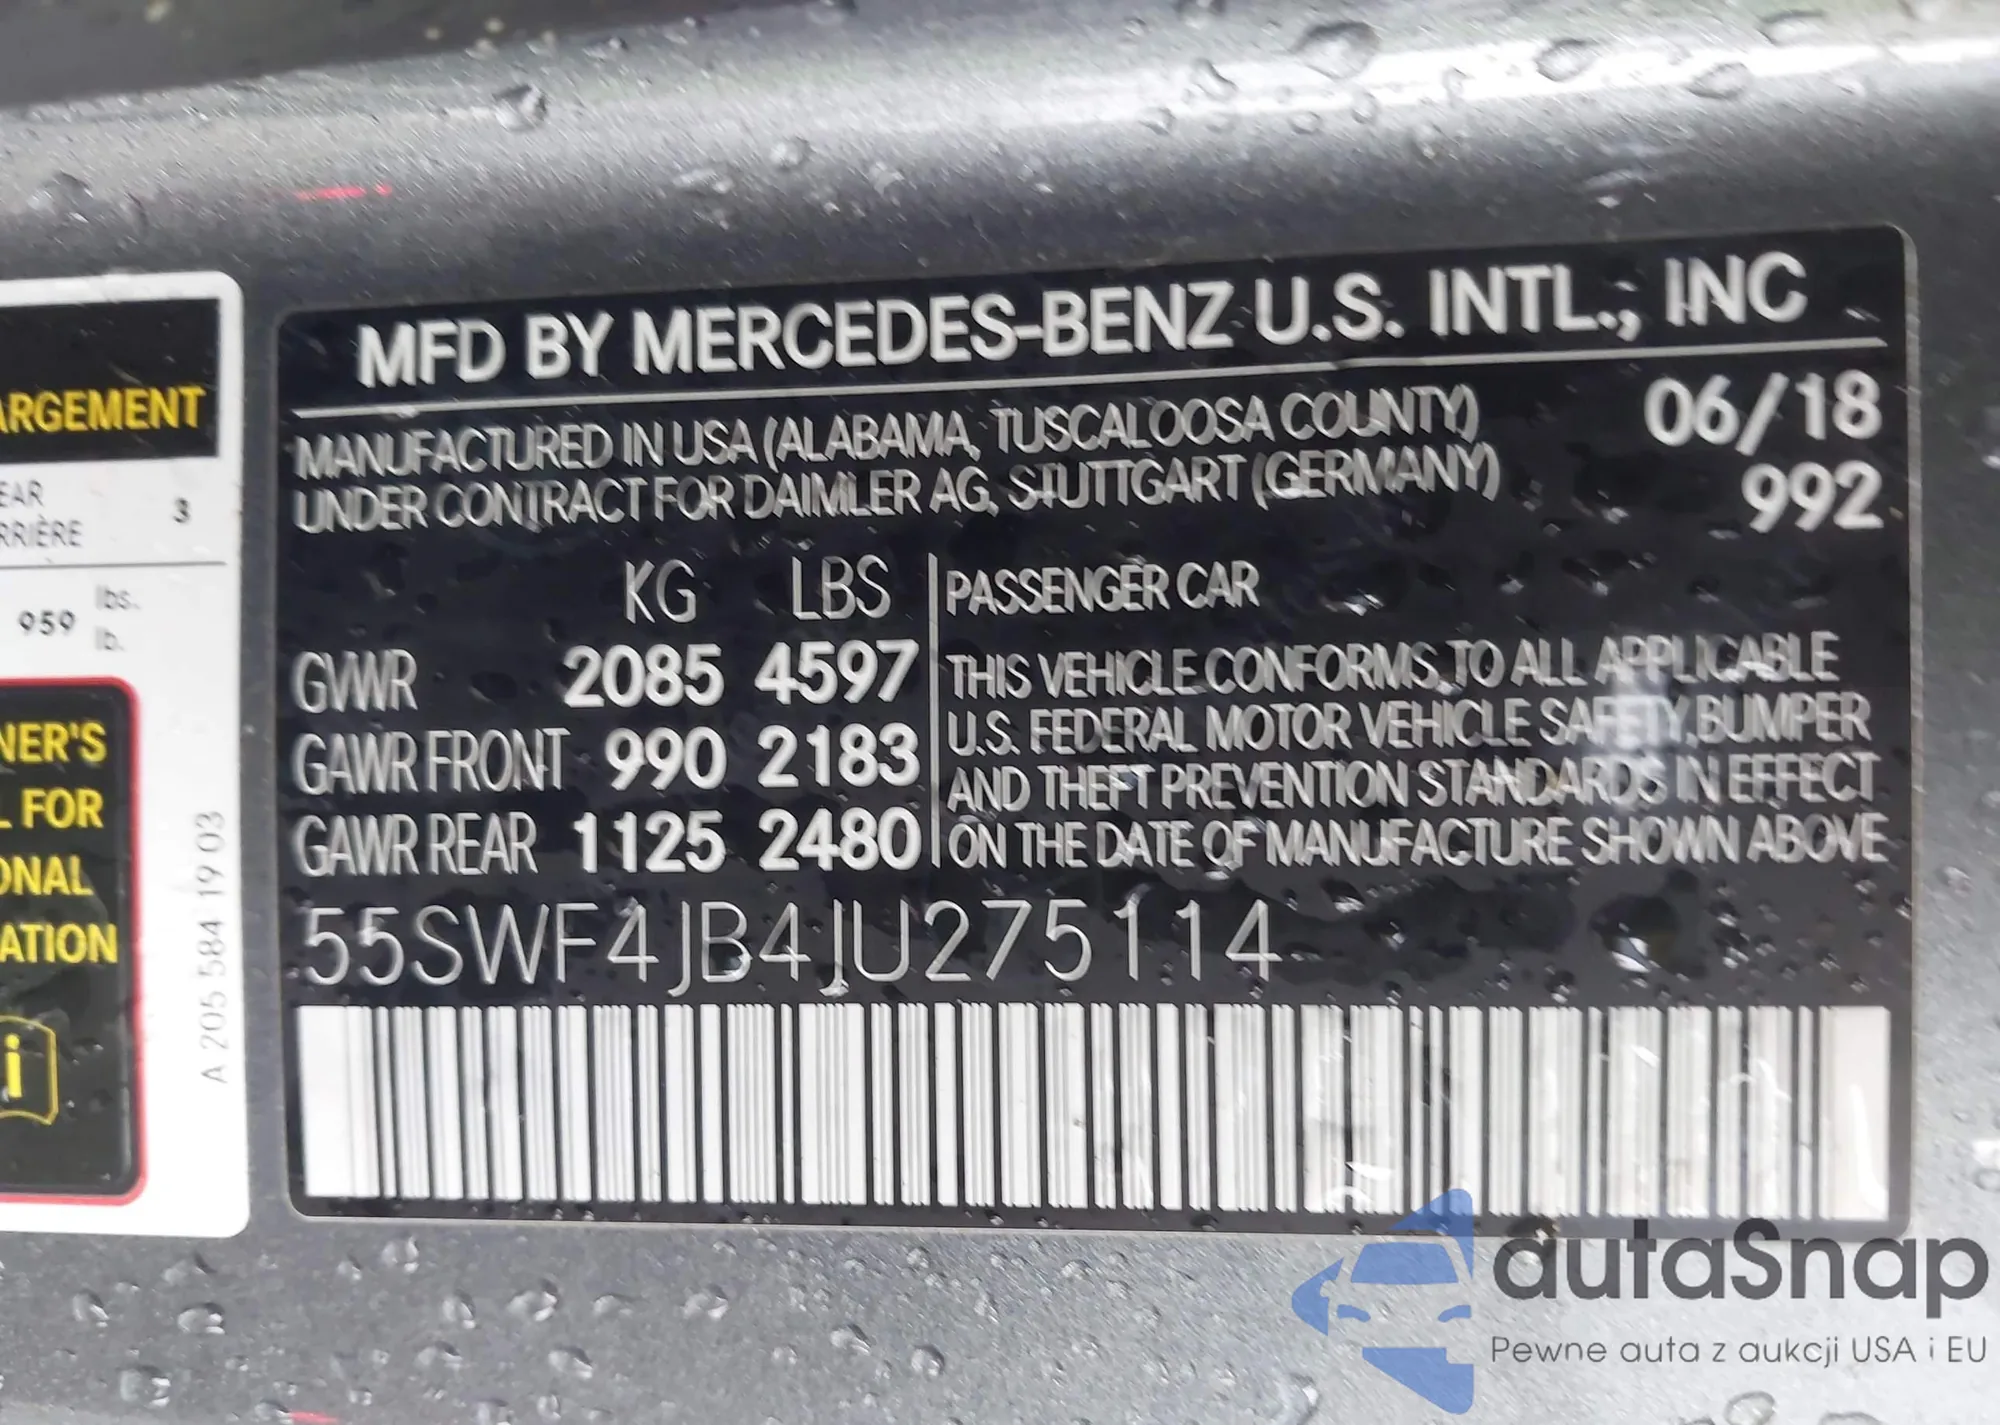 ARGEMENT
EAR
RRIÈRE
3
959
lbs.
lb.
NER'S
L FOR
ONAL
ATION
i
A 205 584 19 03
MFD BY MERCEDES-BENZ U.S. INTL., INC
MANUFACTURED IN USA (ALABAMA, TUSCALOOSA COUNTY)
UNDER CONTRACT FOR DAIMLER AG, STUTTGART (GERMANY)
06/18
992
KG LBS
GVWR 2085 4597
GAWR FRONT 990 2183
GAWR REAR 1125 2480
PASSENGER CAR
THIS VEHICLE CONFORMS TO ALL APPLICABLE
U.S. FEDERAL MOTOR VEHICLE SAFETY, BUMPER
AND THEFT PREVENTION STANDARDS IN EFFECT
ON THE DATE OF MANUFACTURE SHOWN ABOVE
55SWF4JB4JU275114
autaSnap
Pewne auta z aukcji USA i EU